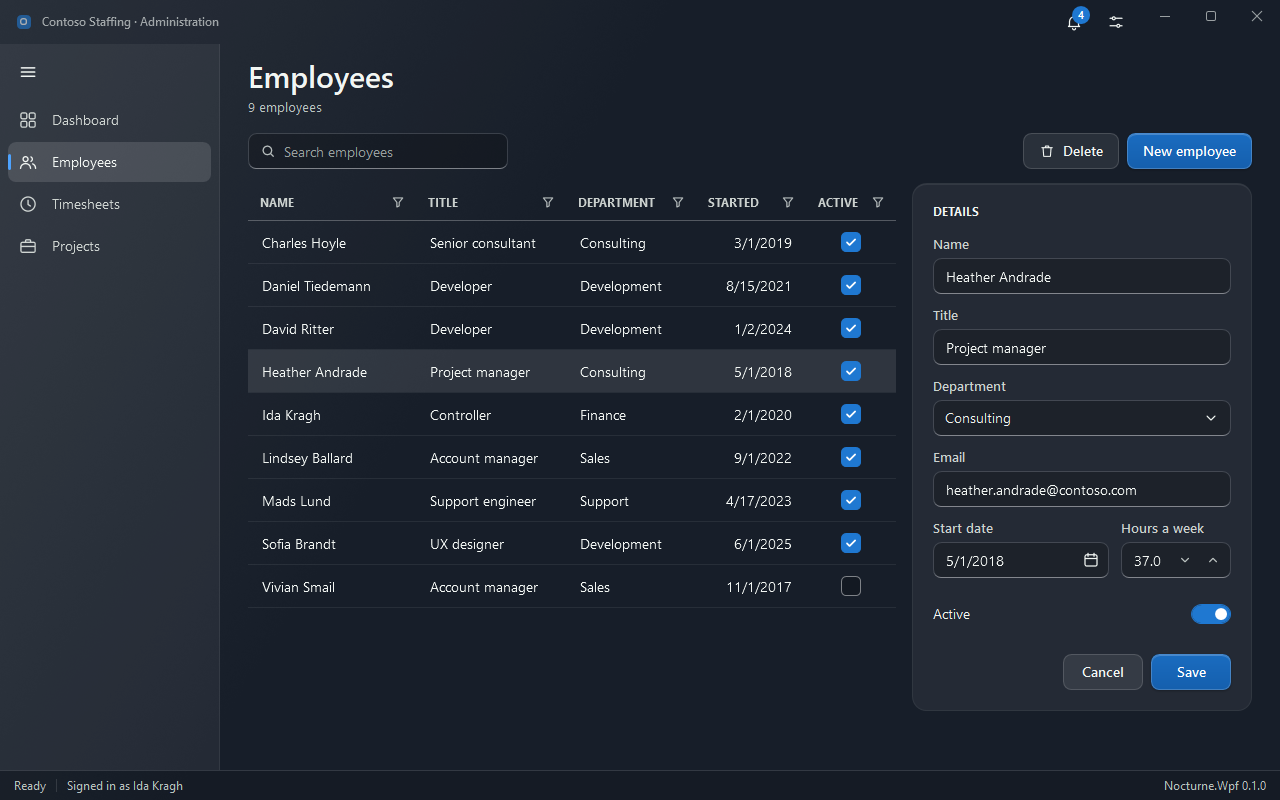 Contoso Staffing · Administration
4
Dashboard
Employees
Timesheets
Projects
Employees
9 employees
Search employees
Delete
New employee
NAME TITLE DEPARTMENT STARTED ACTIVE
Charles Hoyle Senior consultant Consulting 3/1/2019
Daniel Tiedemann Developer Development 8/15/2021
David Ritter Developer Development 1/2/2024
Heather Andrade Project manager Consulting 5/1/2018
Ida Kragh Controller Finance 2/1/2020
Lindsey Ballard Account manager Sales 9/1/2022
Mads Lund Support engineer Support 4/17/2023
Sofia Brandt UX designer Development 6/1/2025
Vivian Smail Account manager Sales 11/1/2017
DETAILS
Name
Heather Andrade
Title
Project manager
Department
Consulting
Email
heather.andrade@contoso.com
Start date Hours a week
5/1/2018 37.0
Active
Cancel Save
Ready Signed in as Ida Kragh Nocturne.Wpf 0.1.0